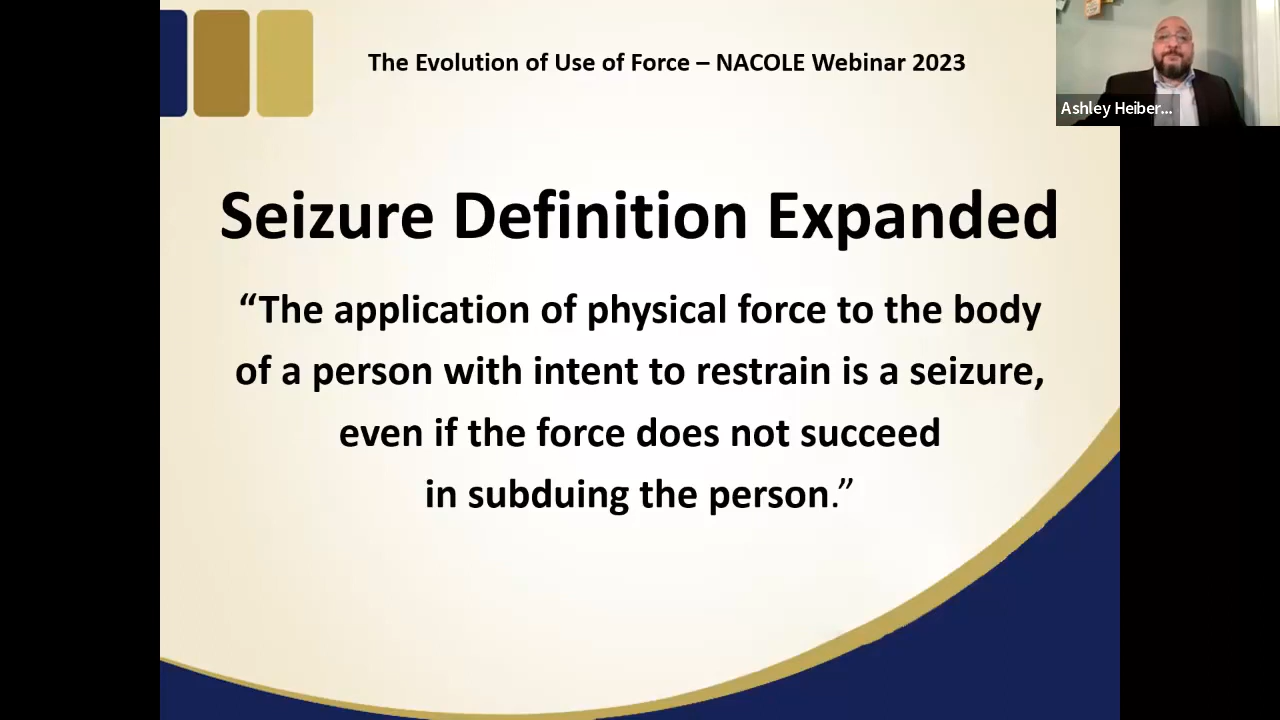 The Evolution of Use of Force – NACOLE Webinar 2023
Ashley Heiber...
Seizure Definition Expanded
“The application of physical force to the body
of a person with intent to restrain is a seizure,
even if the force does not succeed
in subduing the person.”